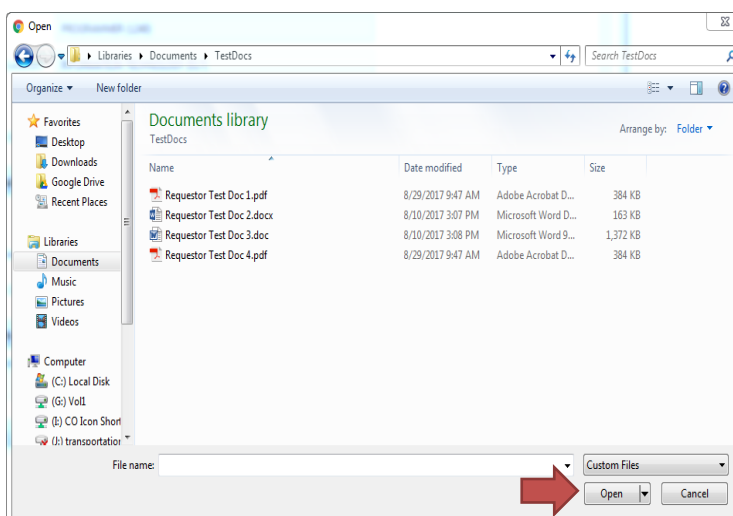 Open
Libraries Documents TestDocs
Search TestDocs
Organize New folder
Favorites
Desktop
Downloads
Google Drive
Recent Places
Libraries
Documents
Music
Pictures
Videos
Computer
(C:) Local Disk
(G:) Vol1
(I:) CO Icon Short
(J:) transportation
Documents library
TestDocs
Arrange by: Folder
Name Date modified Type Size
Requestor Test Doc 1.pdf 8/29/2017 9:47 AM Adobe Acrobat D... 384 KB
Requestor Test Doc 2.docx 8/10/2017 3:07 PM Microsoft Word D... 163 KB
Requestor Test Doc 3.doc 8/10/2017 3:08 PM Microsoft Word 9... 1,372 KB
Requestor Test Doc 4.pdf 8/29/2017 9:47 AM Adobe Acrobat D... 384 KB
File name:
Custom Files
Open Cancel